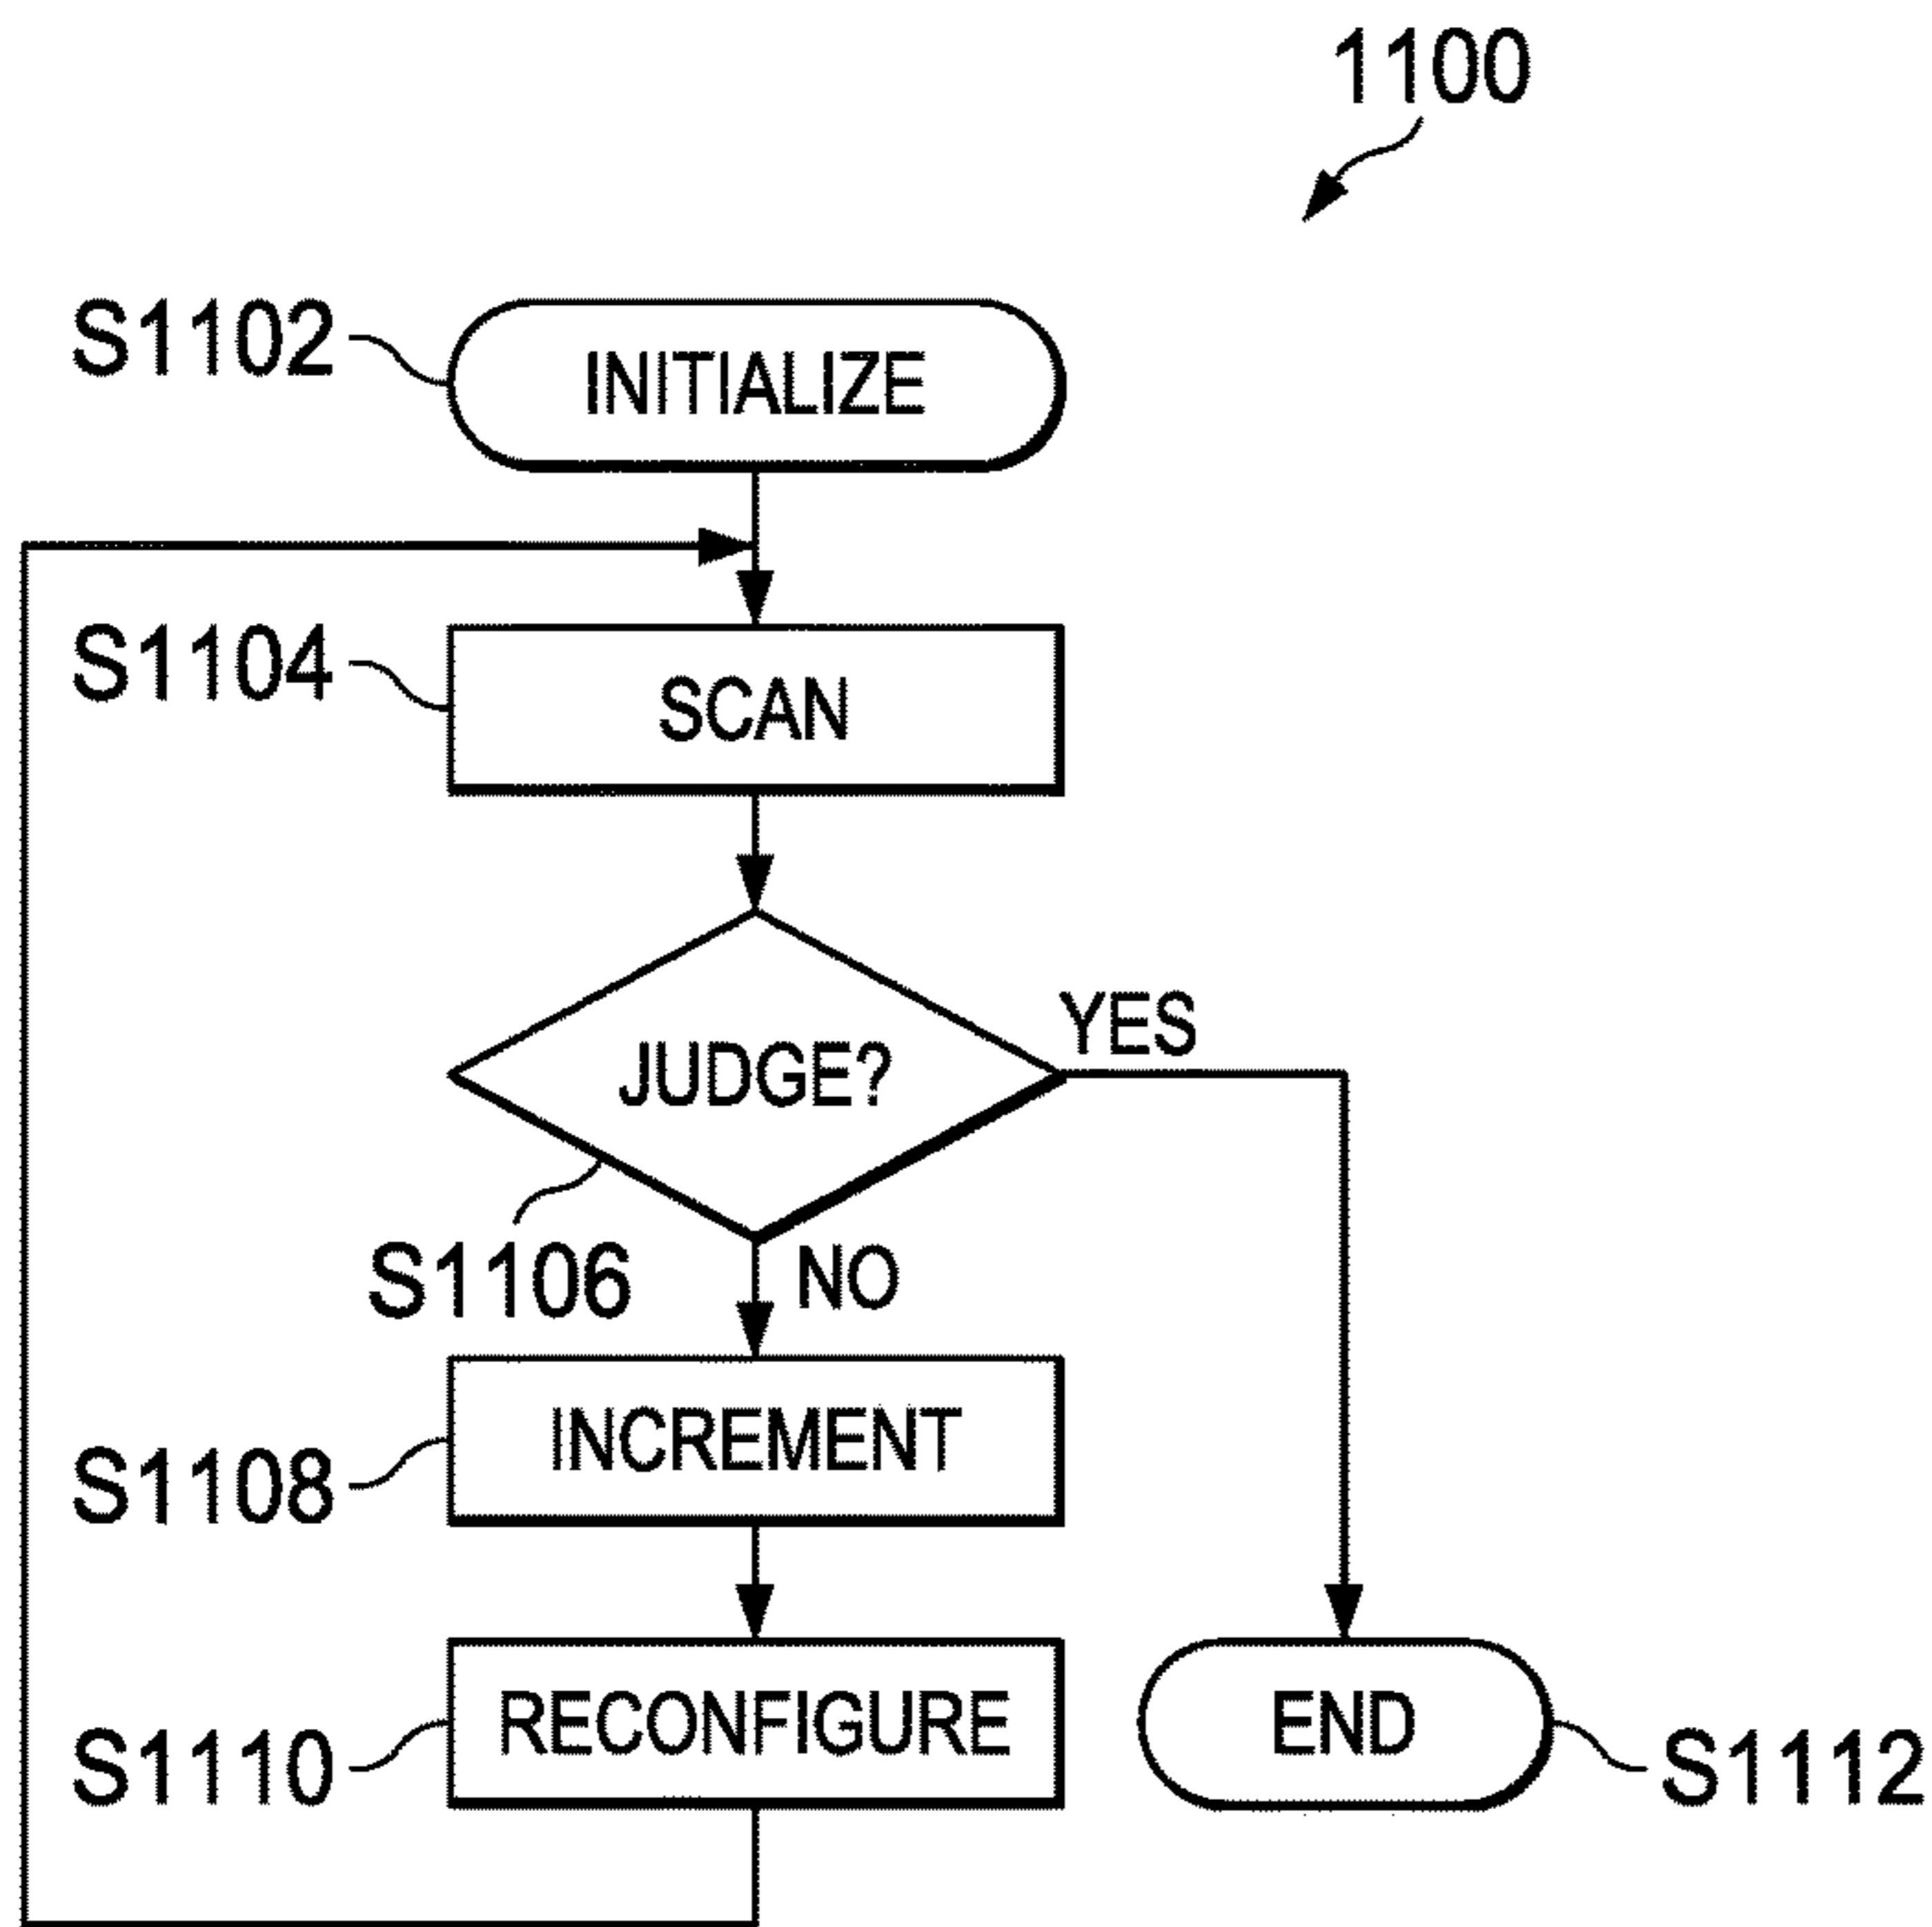 1100
S1102
INITIALIZE
S1104
SCAN
JUDGE?
YES
S1106
NO
INCREMENT
S1108
RECONFIGURE
S1110
END
S1112